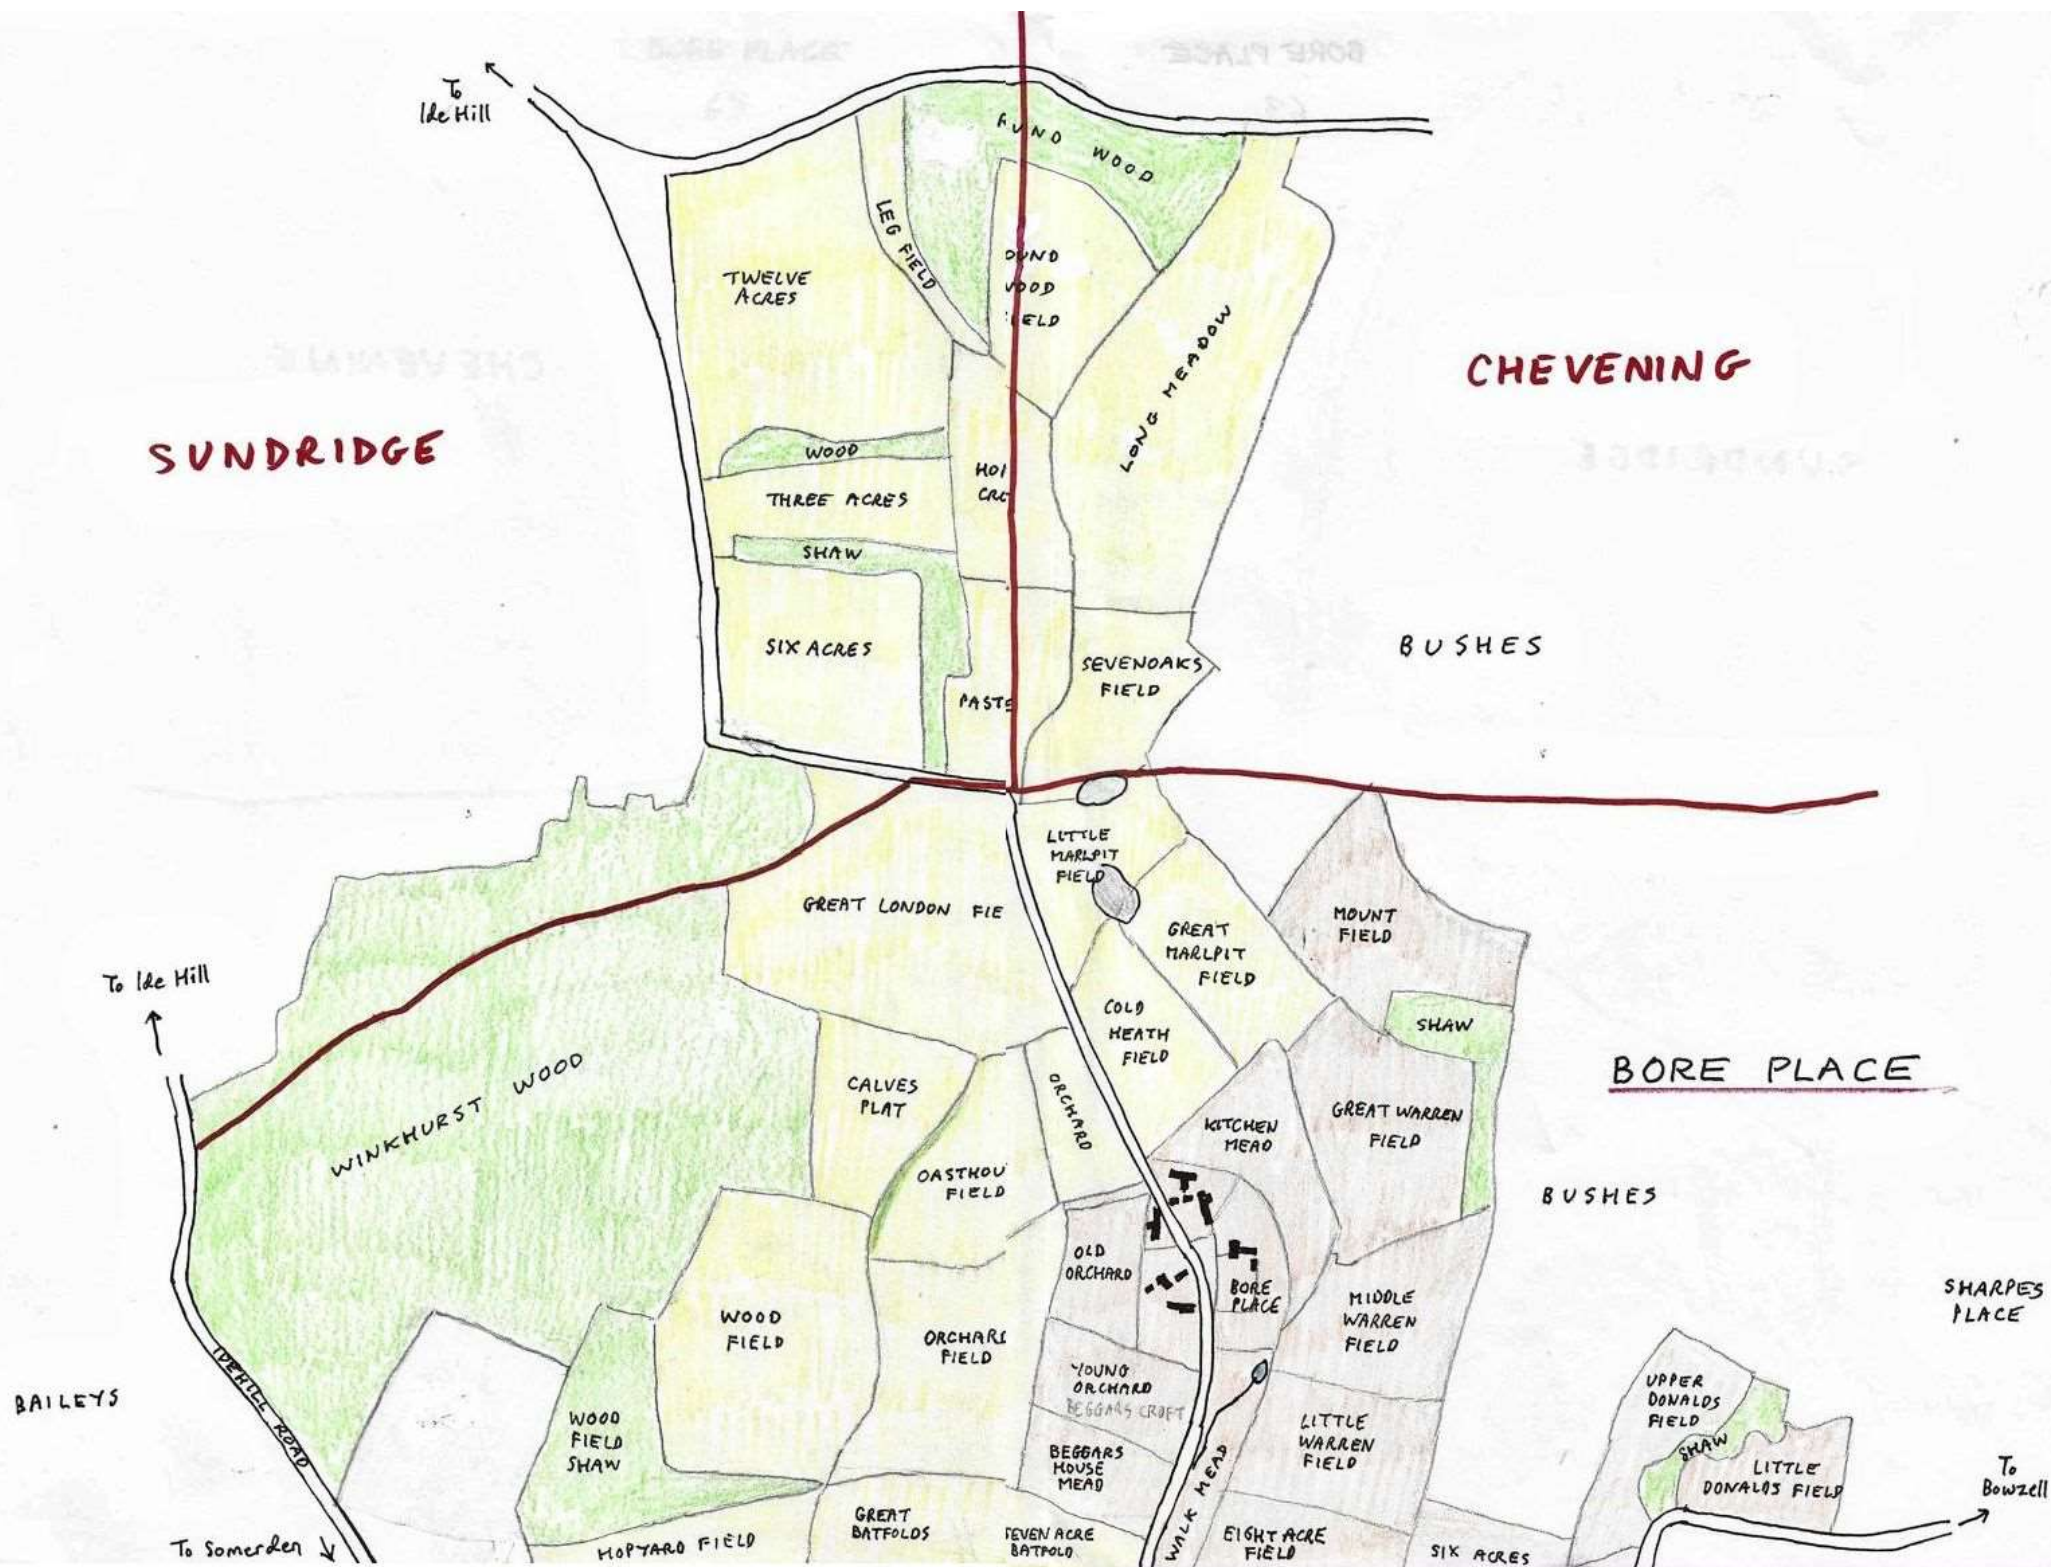 To
Ide Hill
FUND WOOD
LEG FIELD
TWELVE
ACRES
OUND
WOOD
IELD
LONG MEADOW
CHEVENING
SUNDRIDGE
WOOD
THREE ACRES
HOI
CRC
SHAW
SIX ACRES
PASTE
SEVENOAKS
FIELD
BUSHES
LITTLE
MARLPIT
FIELD
GREAT LONDON FIE
GREAT
MARLPIT
FIELD
MOUNT
FIELD
To Ide Hill
COLD
HEATH
FIELD
SHAW
BORE PLACE
WINKHURST WOOD
CALVES
PLAT
ORCHARD
KITCHEN
MEAD
GREAT WARREN
FIELD
OASTHOU
FIELD
BUSHES
OLD
ORCHARD
BORE
PLACE
MIDDLE
WARREN
FIELD
SHARPES
PLACE
WOOD
FIELD
ORCHARD
FIELD
YOUNG
ORCHARD
BEGGARS CROFT
BAILEYS
IDEHILL ROAD
WOOD
FIELD
SHAW
BEGGARS
HOUSE
MEAD
WALK MEAD
LITTLE
WARREN
FIELD
UPPER
DONALDS
FIELD
SHAW
LITTLE
DONALDS FIELD
To
Bowzell
To Somerden
HOPYARD FIELD
GREAT
BATFOLDS
SEVEN ACRE
BATFOLD
EIGHT ACRE
FIELD
SIX ACRES